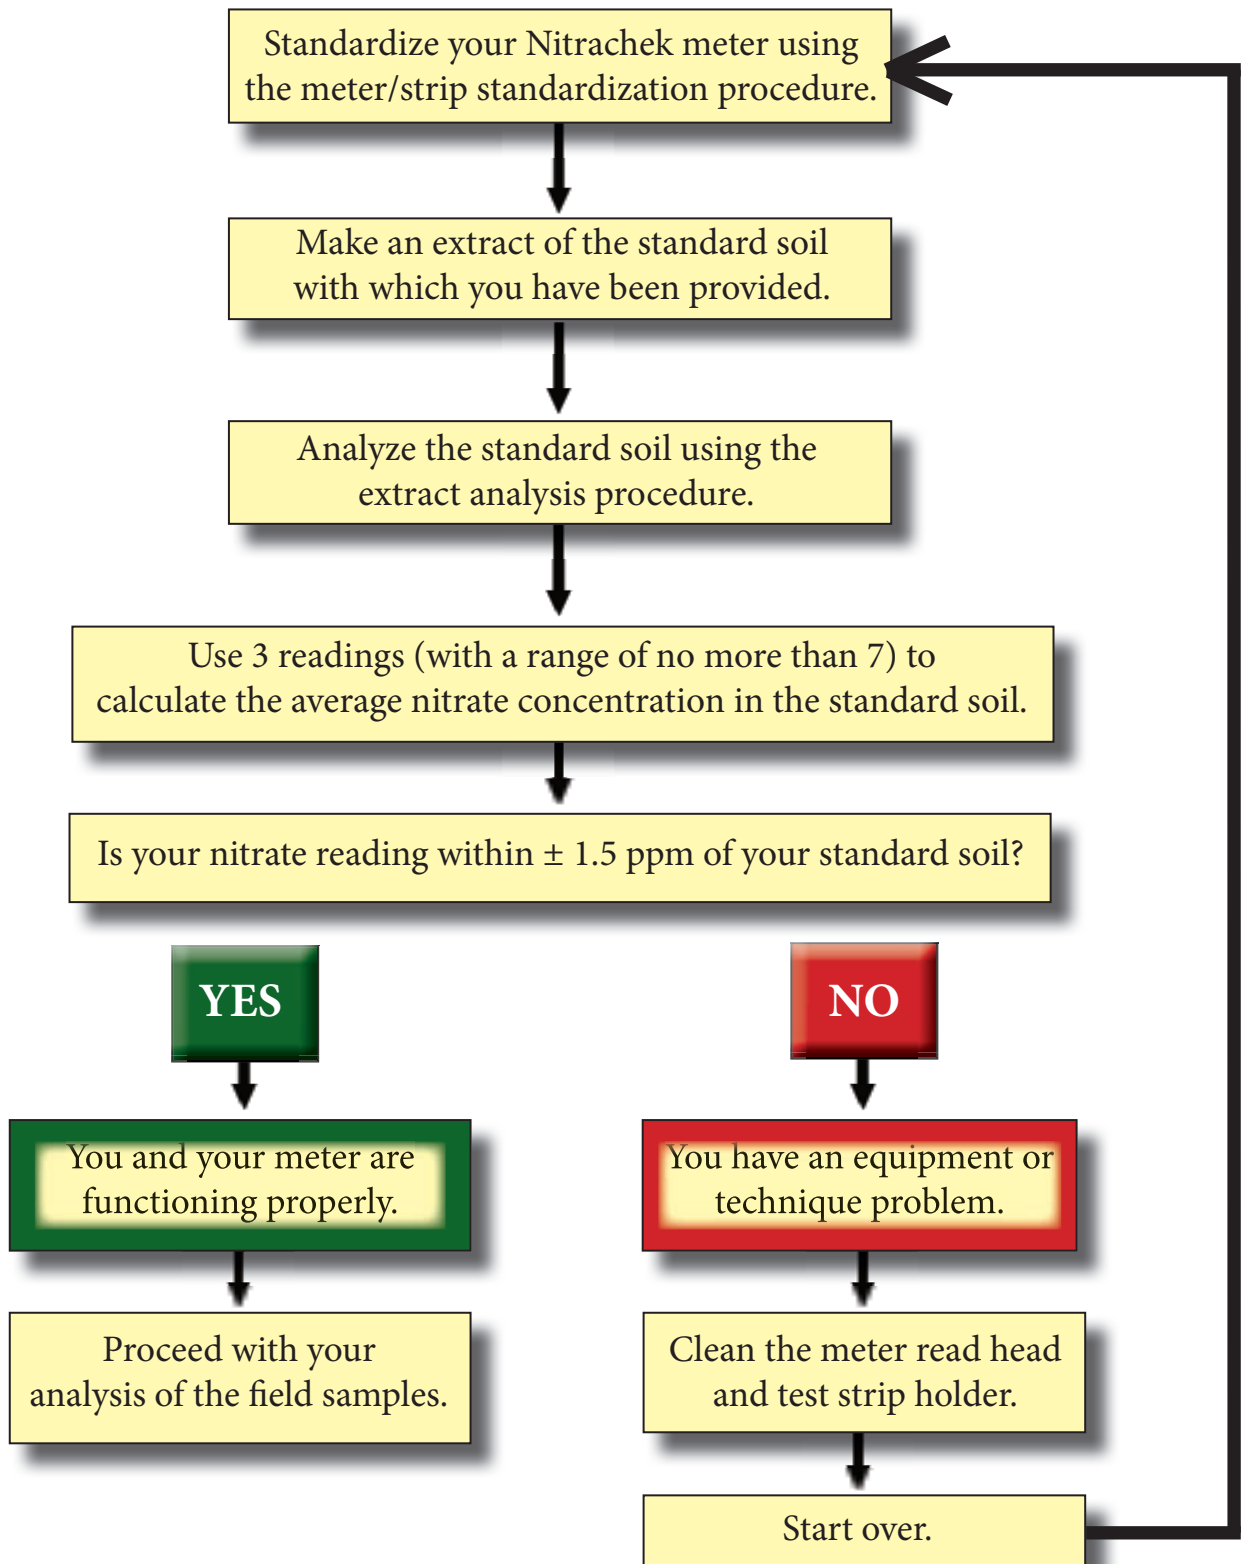 Standardize your Nitrachek meter using
the meter/strip standardization procedure.
Make an extract of the standard soil
with which you have been provided.
Analyze the standard soil using the
extract analysis procedure.
Use 3 readings (with a range of no more than 7) to
calculate the average nitrate concentration in the standard soil.
Is your nitrate reading within ± 1.5 ppm of your standard soil?
YES
NO
You and your meter are
functioning properly.
You have an equipment or
technique problem.
Proceed with your
analysis of the field samples.
Clean the meter read head
and test strip holder.
Start over.